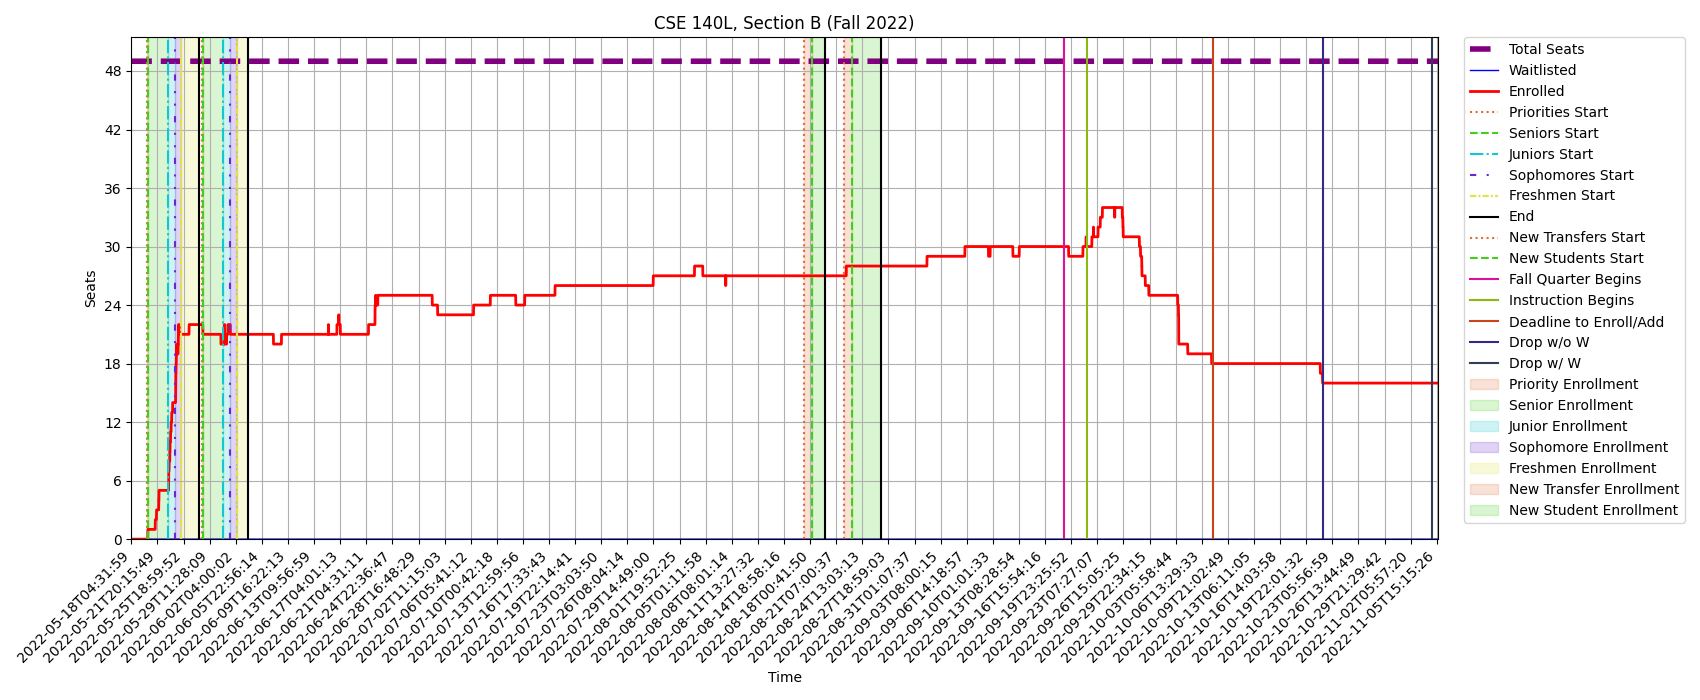 CSE 140L, Section B (Fall 2022)
Seats
48
42
36
30
24
18
12
6
0
2022-05-18T04:31:59
2022-05-21T20:15:49
2022-05-25T18:59:52
2022-05-29T11:28:09
2022-06-02T04:00:02
2022-06-05T22:56:14
2022-06-09T16:22:13
2022-06-13T09:56:59
2022-06-17T04:01:13
2022-06-21T04:31:11
2022-06-24T22:36:47
2022-06-28T16:48:29
2022-07-02T11:15:03
2022-07-06T05:41:12
2022-07-10T00:42:18
2022-07-13T12:59:56
2022-07-16T17:33:43
2022-07-19T22:14:41
2022-07-23T03:03:50
2022-07-26T08:04:14
2022-07-29T14:49:00
2022-08-01T19:52:25
2022-08-05T01:11:58
2022-08-08T08:01:14
2022-08-11T13:27:32
2022-08-14T18:58:16
2022-08-18T00:41:50
2022-08-21T07:00:37
2022-08-24T13:03:13
2022-08-27T18:59:03
2022-08-31T01:07:37
2022-09-03T08:00:15
2022-09-06T14:18:57
2022-09-10T01:01:33
2022-09-13T08:28:54
2022-09-16T15:54:16
2022-09-19T23:25:52
2022-09-23T07:27:07
2022-09-26T15:05:25
2022-09-29T22:34:15
2022-10-03T05:58:44
2022-10-06T13:29:33
2022-10-09T21:02:49
2022-10-13T06:11:05
2022-10-16T14:03:58
2022-10-19T22:01:32
2022-10-23T05:56:59
2022-10-26T13:44:49
2022-10-29T21:29:42
2022-11-02T05:57:20
2022-11-05T15:15:26
Time
Total Seats
Waitlisted
Enrolled
Priorities Start
Seniors Start
Juniors Start
Sophomores Start
Freshmen Start
End
New Transfers Start
New Students Start
Fall Quarter Begins
Instruction Begins
Deadline to Enroll/Add
Drop w/o W
Drop w/ W
Priority Enrollment
Senior Enrollment
Junior Enrollment
Sophomore Enrollment
Freshmen Enrollment
New Transfer Enrollment
New Student Enrollment